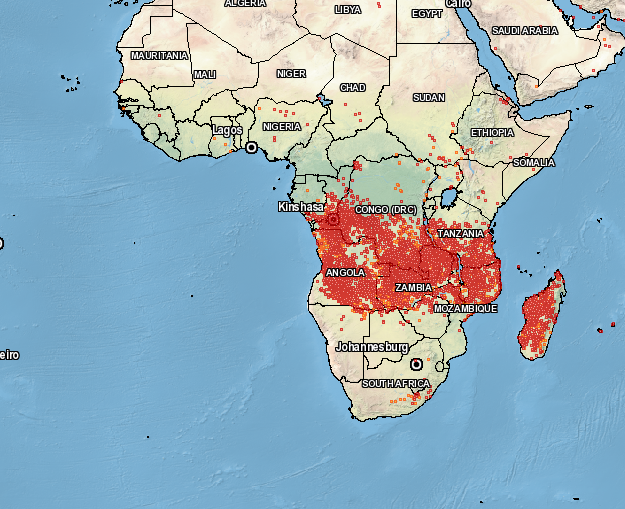 ALGERIA
LIBYA
EGYPT
Cairo
SAUDI ARABIA
MAURITANIA
MALI
NIGER
CHAD
SUDAN
Lagos
NIGERIA
ETHIOPIA
SOMALIA
Kinshasa
CONGO (DRC)
TANZANIA
ANGOLA
ZAMBIA
MOZAMBIQUE
Johannesburg
eiro
SOUTH AFRICA